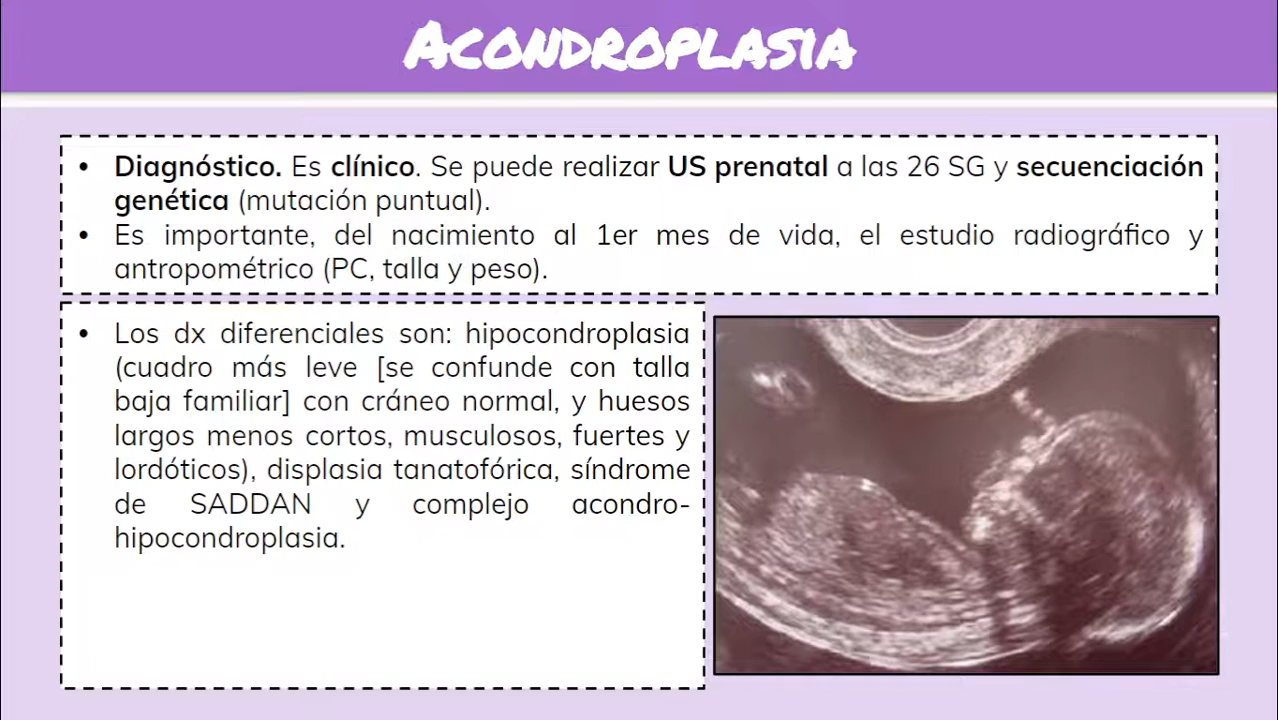 ACONDROPLASIA
• Diagnóstico. Es clínico. Se puede realizar US prenatal a las 26 SG y secuenciación
genética (mutación puntual).
• Es importante, del nacimiento al 1er mes de vida, el estudio radiográfico y
antropométrico (PC, talla y peso).
• Los dx diferenciales son: hipocondroplasia
(cuadro más leve [se confunde con talla
baja familiar] con cráneo normal, y huesos
largos menos cortos, musculosos, fuertes y
lordóticos), displasia tanatofórica, síndrome
de SADDAN y complejo acondro-
hipocondroplasia.